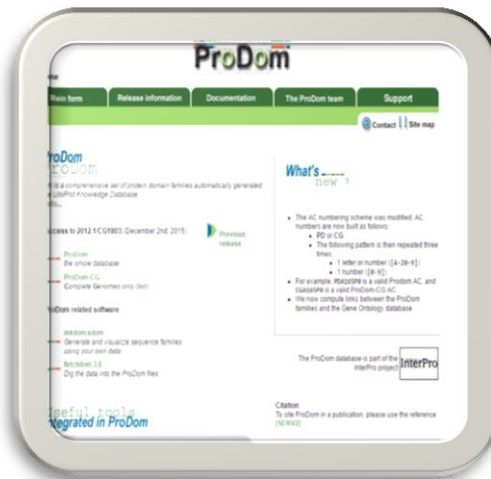 ProDom
Main form
Release information
Documentation
The ProDom team
Support
Contact
Site map
ProDom
is a comprehensive set of protein domain families automatically generated
UniProt Knowledge Database
Access to 2012.1/CG1803 (December 2nd, 2015)
Previous
release
ProDom
the whole database
ProDom-CG
Complete Genomes only
ProDom related software
Generate and visualize sequence families
using your own data
Dig the data into the ProDom files
Useful tools
integrated in ProDom
What's
new ?
• The AC numbering scheme was modified: AC
numbers are now built as follows:
• PD or CG
• The following pattern is then repeated three
times:
• 1 letter or number ([A-Z0-9])
• 1 number ([0-9])
• For example, is a valid Prodom AC, and
is a valid ProDom-CG AC.
• We now compute links between the ProDom
families and the Gene Ontology database
The ProDom database is part of the
InterPro project
InterPro
Citation
To cite ProDom in a publication, please use the reference